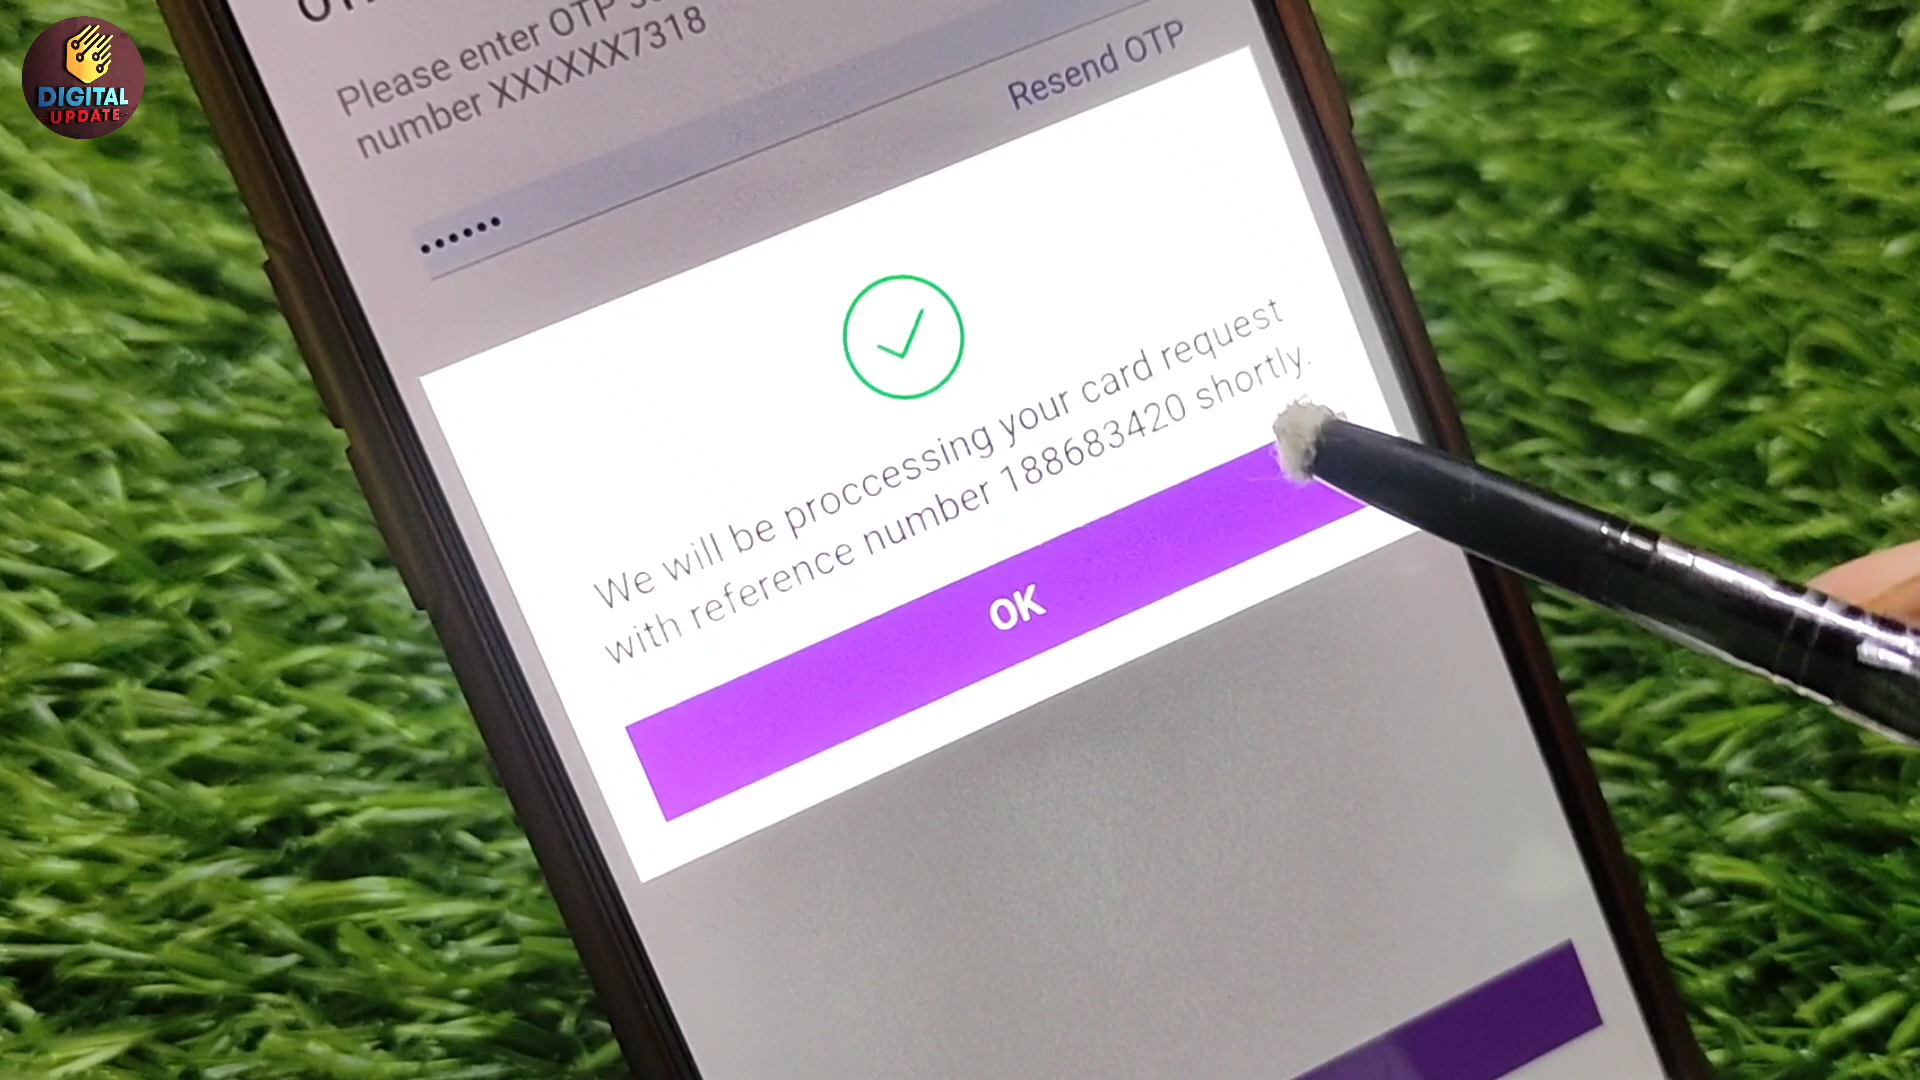 DIGITAL
UPDATE
Please enter OTP
number XXXXXX7318
Resend OTP
••••••
We will be proccessing your card request
with reference number 188683420 shortly.
OK